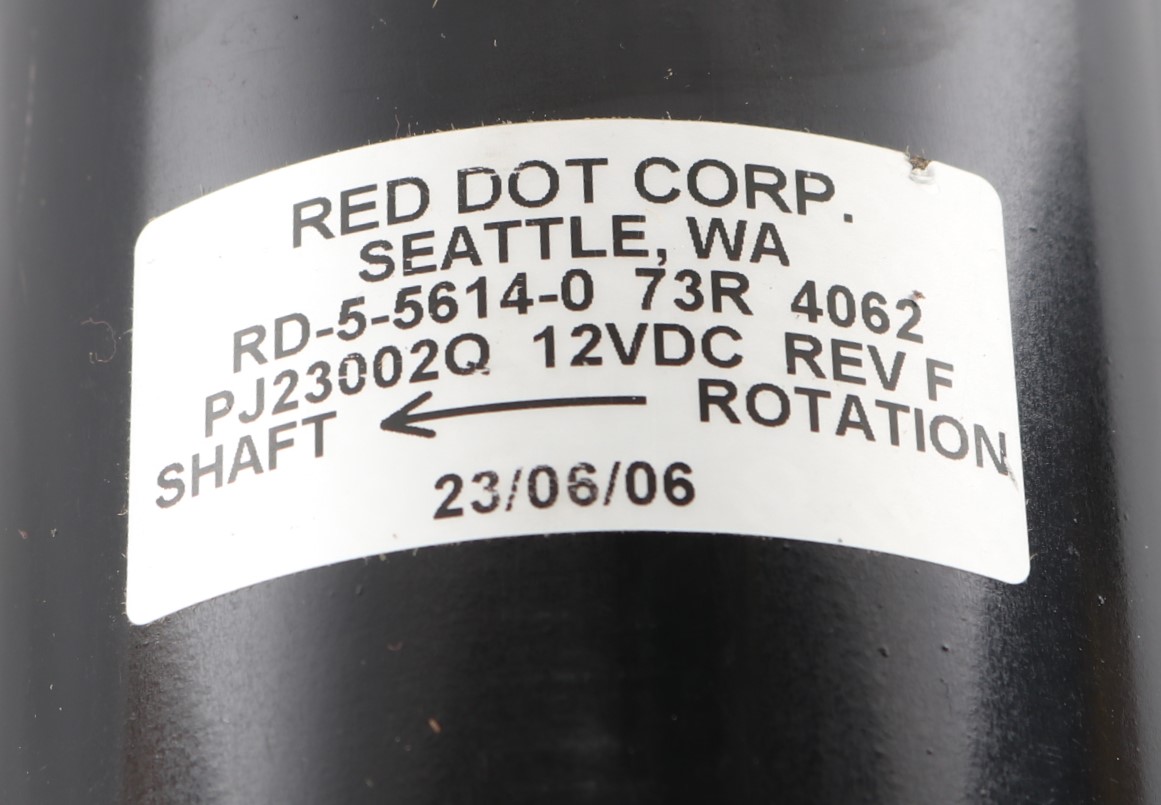 RED DOT CORP.
SEATTLE, WA
RD-5-5614-0 73R 4062
PJ23002Q 12VDC REV F
SHAFT ← ROTATION
23/06/06